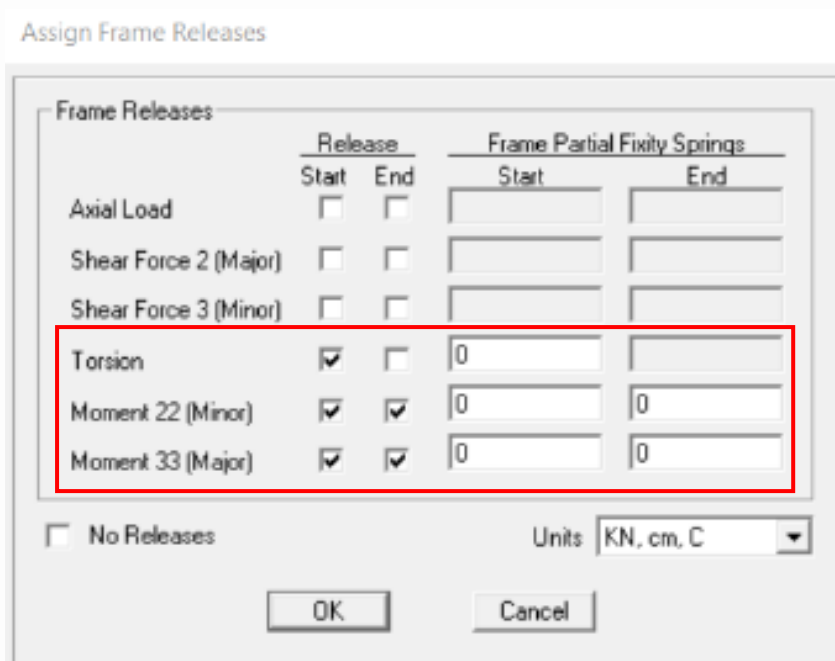 Assign Frame Releases
Frame Releases
Release Frame Partial Fixity Springs
Start End Start End
Axial Load
Shear Force 2 (Major)
Shear Force 3 (Minor)
Torsion 0
Moment 22 (Minor) 0 0
Moment 33 (Major) 0 0
No Releases Units KN, cm, C
OK Cancel